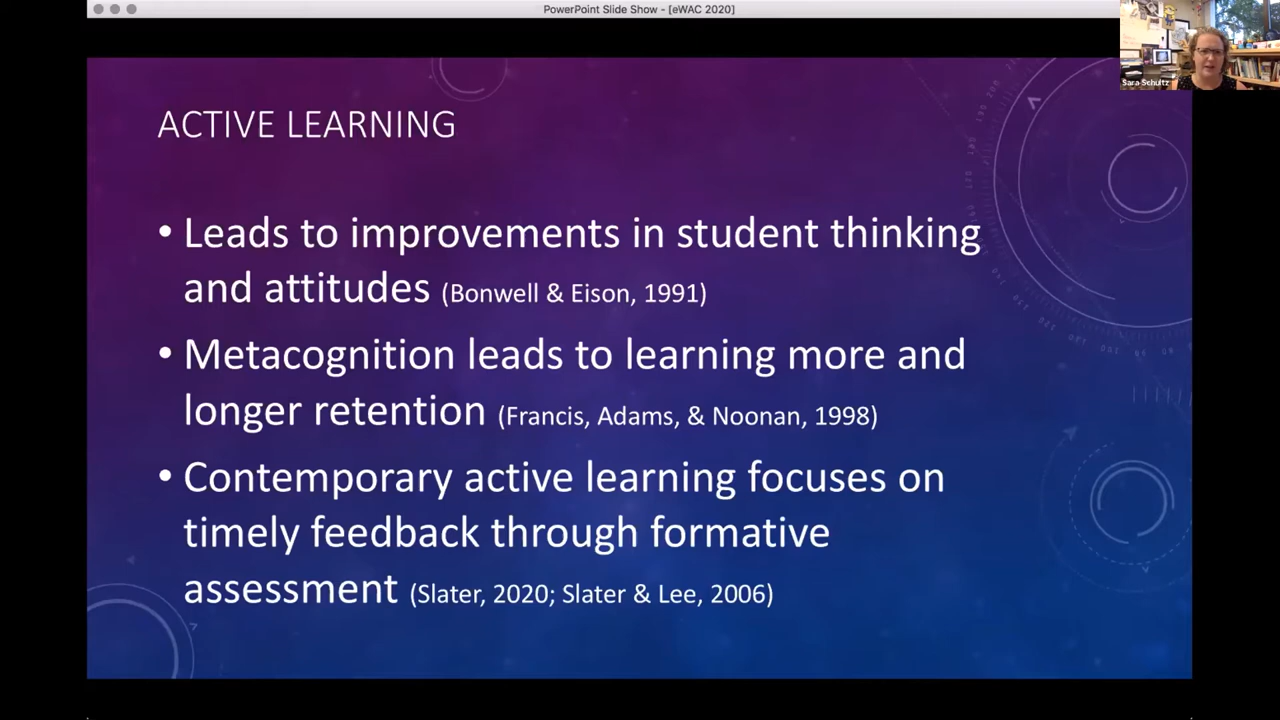 PowerPoint Slide Show - [eWAC 2020]
Sara Schultz
ACTIVE LEARNING
• Leads to improvements in student thinking
and attitudes (Bonwell & Eison, 1991)
• Metacognition leads to learning more and
longer retention (Francis, Adams, & Noonan, 1998)
• Contemporary active learning focuses on
timely feedback through formative
assessment (Slater, 2020; Slater & Lee, 2006)